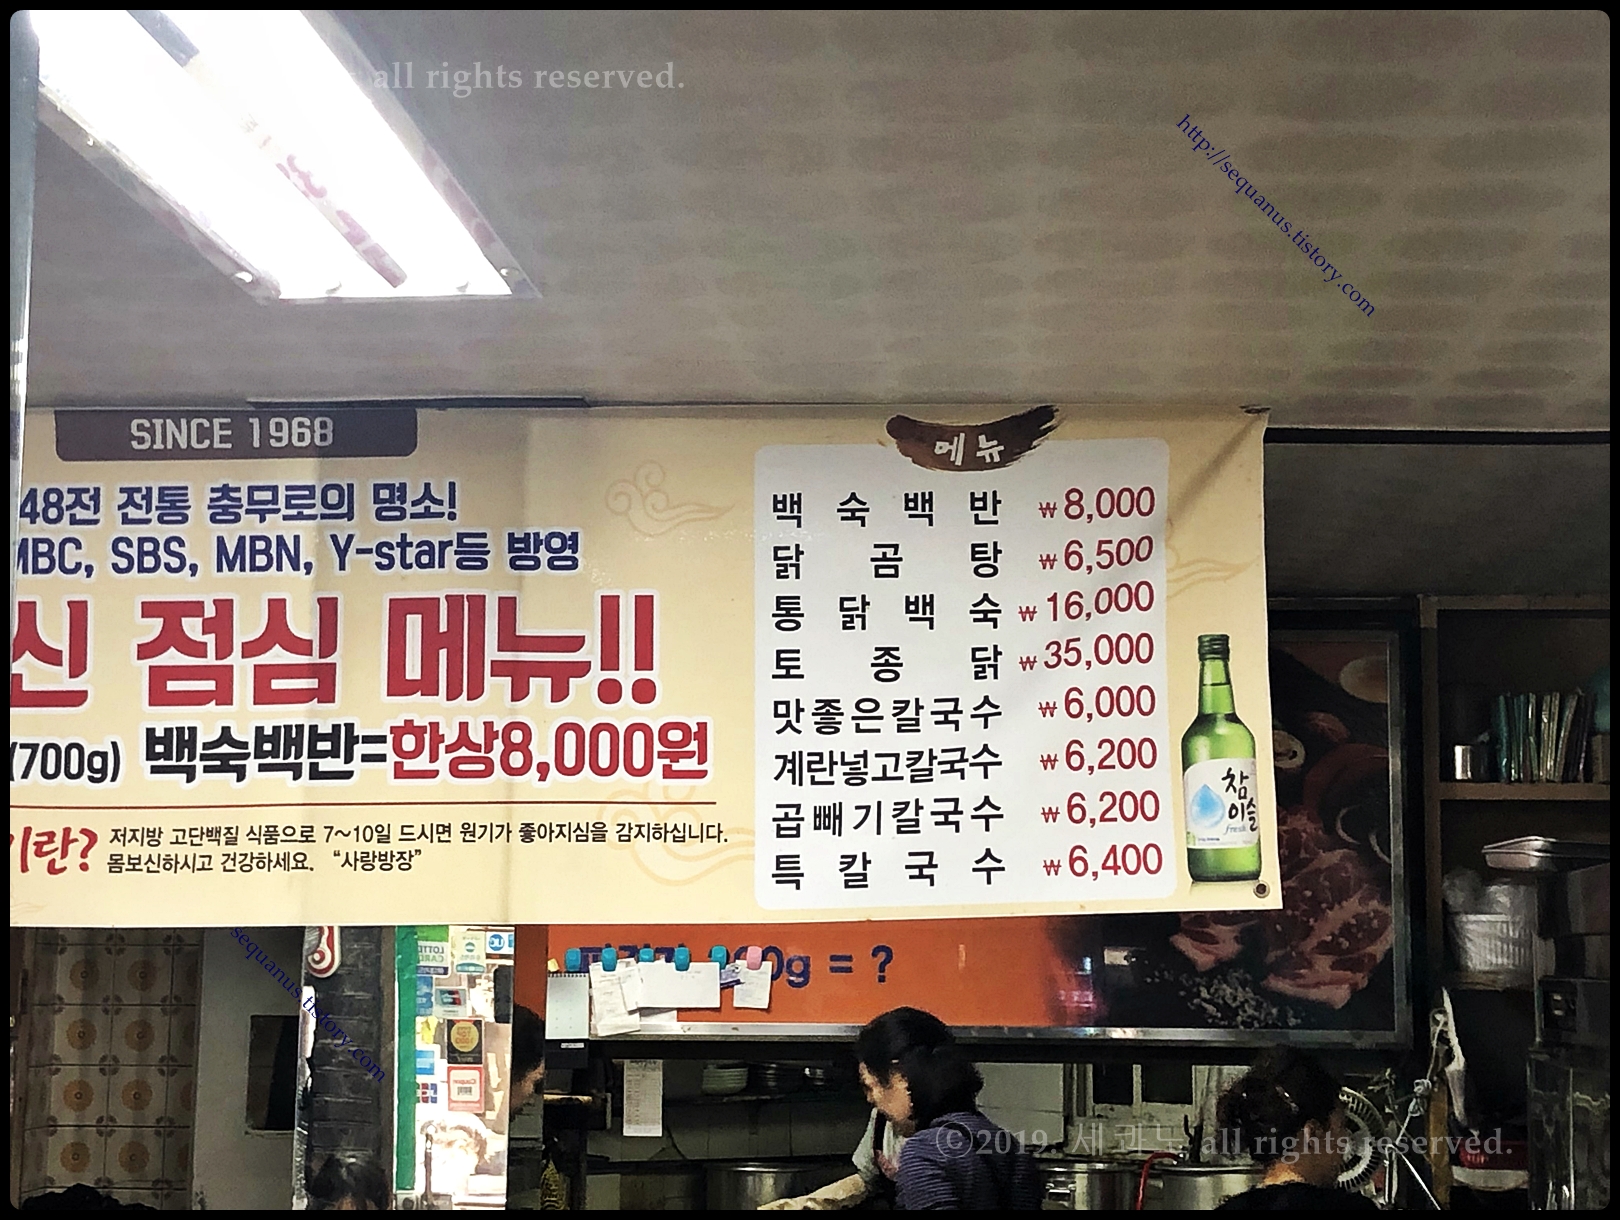 all rights reserved.
http://sequanus.tistory.com
SINCE 1968
48전 전통 충무로의 명소!
MBC, SBS, MBN, Y-star등 방영
신 점심 메뉴!!
(700g) 백숙백반=한상8,000원
저지방 고단백질 식품으로 7~10일 드시면 원기가 좋아지심을 감지하십니다.
몸보신하시고 건강하세요. “사랑방장”
메뉴
백숙백반 ₩8,000
닭곰탕 ₩6,500
통닭백숙 ₩16,000
토종닭 ₩35,000
맛좋은칼국수 ₩6,000
계란넣고칼국수 ₩6,200
곱빼기칼국수 ₩6,200
특칼국수 ₩6,400
참이슬
fresh
0g = ?
sequanus.tistory.com
©2019. 세콰누 all rights reserved.